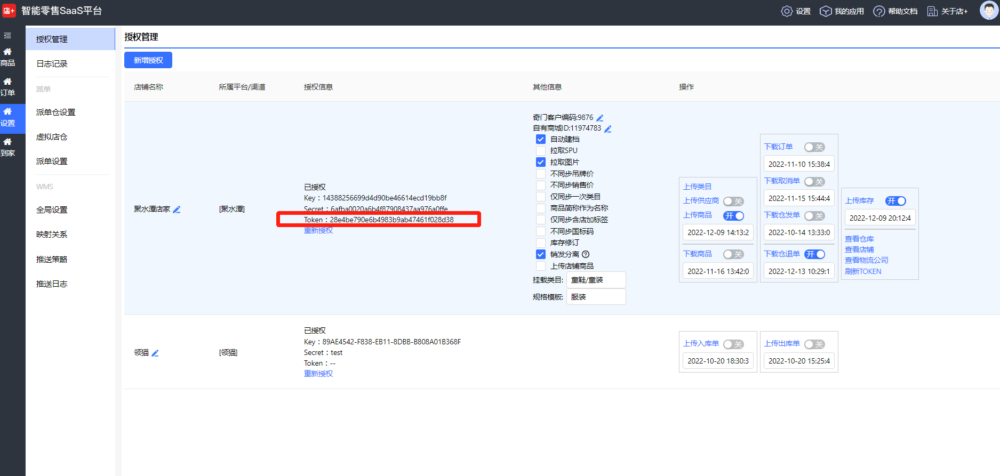 店+ 智能零售SaaS平台
设置 我的应用 帮助文档 关于店+
商品
订单
设置
到家
授权管理
日志记录
派单
派单仓设置
虚拟店仓
派单设置
WMS
全局设置
映射关系
推送策略
推送日志
授权管理
新增授权
店铺名称 所属平台/渠道 授权信息 其他信息 操作
聚水潭店家
[聚水潭]
已授权
Key：14388256699d4d90be46614ecd19bb8f
Secret：6afba0020a6b4f87908437aa976a0ffe
Token：28e4be790e6b4983b9ab47461f028d38
重新授权
奇门客户编码:9876
自有商城ID:11974783
自动建档
拉取SPU
拉取图片
不同步吊牌价
不同步销售价
仅同步一次类目
商品简称作为名称
仅同步含店加标签
不同步国标码
库存修订
销发分离
上传店铺商品
挂载类目: 童鞋/童装
规格模板: 服装
上传类目
上传供应商 关
上传商品 开
2022-12-09 14:13:2
下载商品 关
2022-11-16 13:42:0
下载订单 关
2022-11-10 15:38:4
下载取消单 关
2022-11-15 15:44:4
下载仓发单 关
2022-10-14 13:33:0
下载仓退单 开
2022-12-13 10:29:1
上传库存 开
2022-12-09 20:12:4
查看仓库
查看店铺
查看物流公司
刷新TOKEN
领猫
[领猫]
已授权
Key：89AE4542-F838-EB11-8DBB-B808A01B368F
Secret：test
Token：--
重新授权
上传入库单 关
2022-10-20 18:30:3
上传出库单 关
2022-10-20 15:25:4